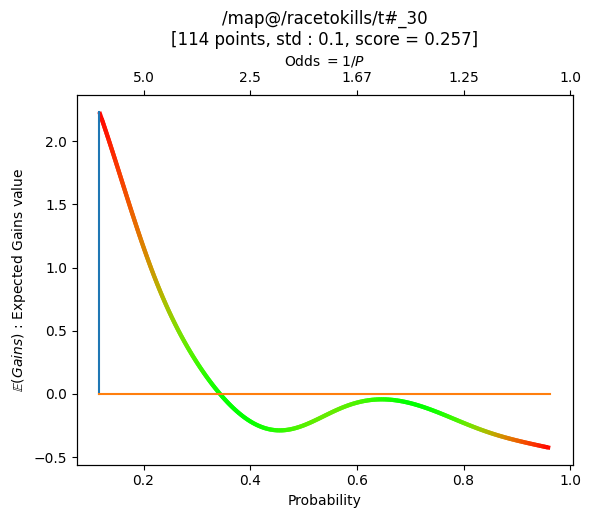 /map@/racetokills/t#_30
[114 points, std : 0.1, score = 0.257]
Odds = 1/P
5.0 2.5 1.67 1.25 1.0
𝔼(Gains) : Expected Gains value
2.0
1.5
1.0
0.5
0.0
−0.5
0.2 0.4 0.6 0.8 1.0
Probability